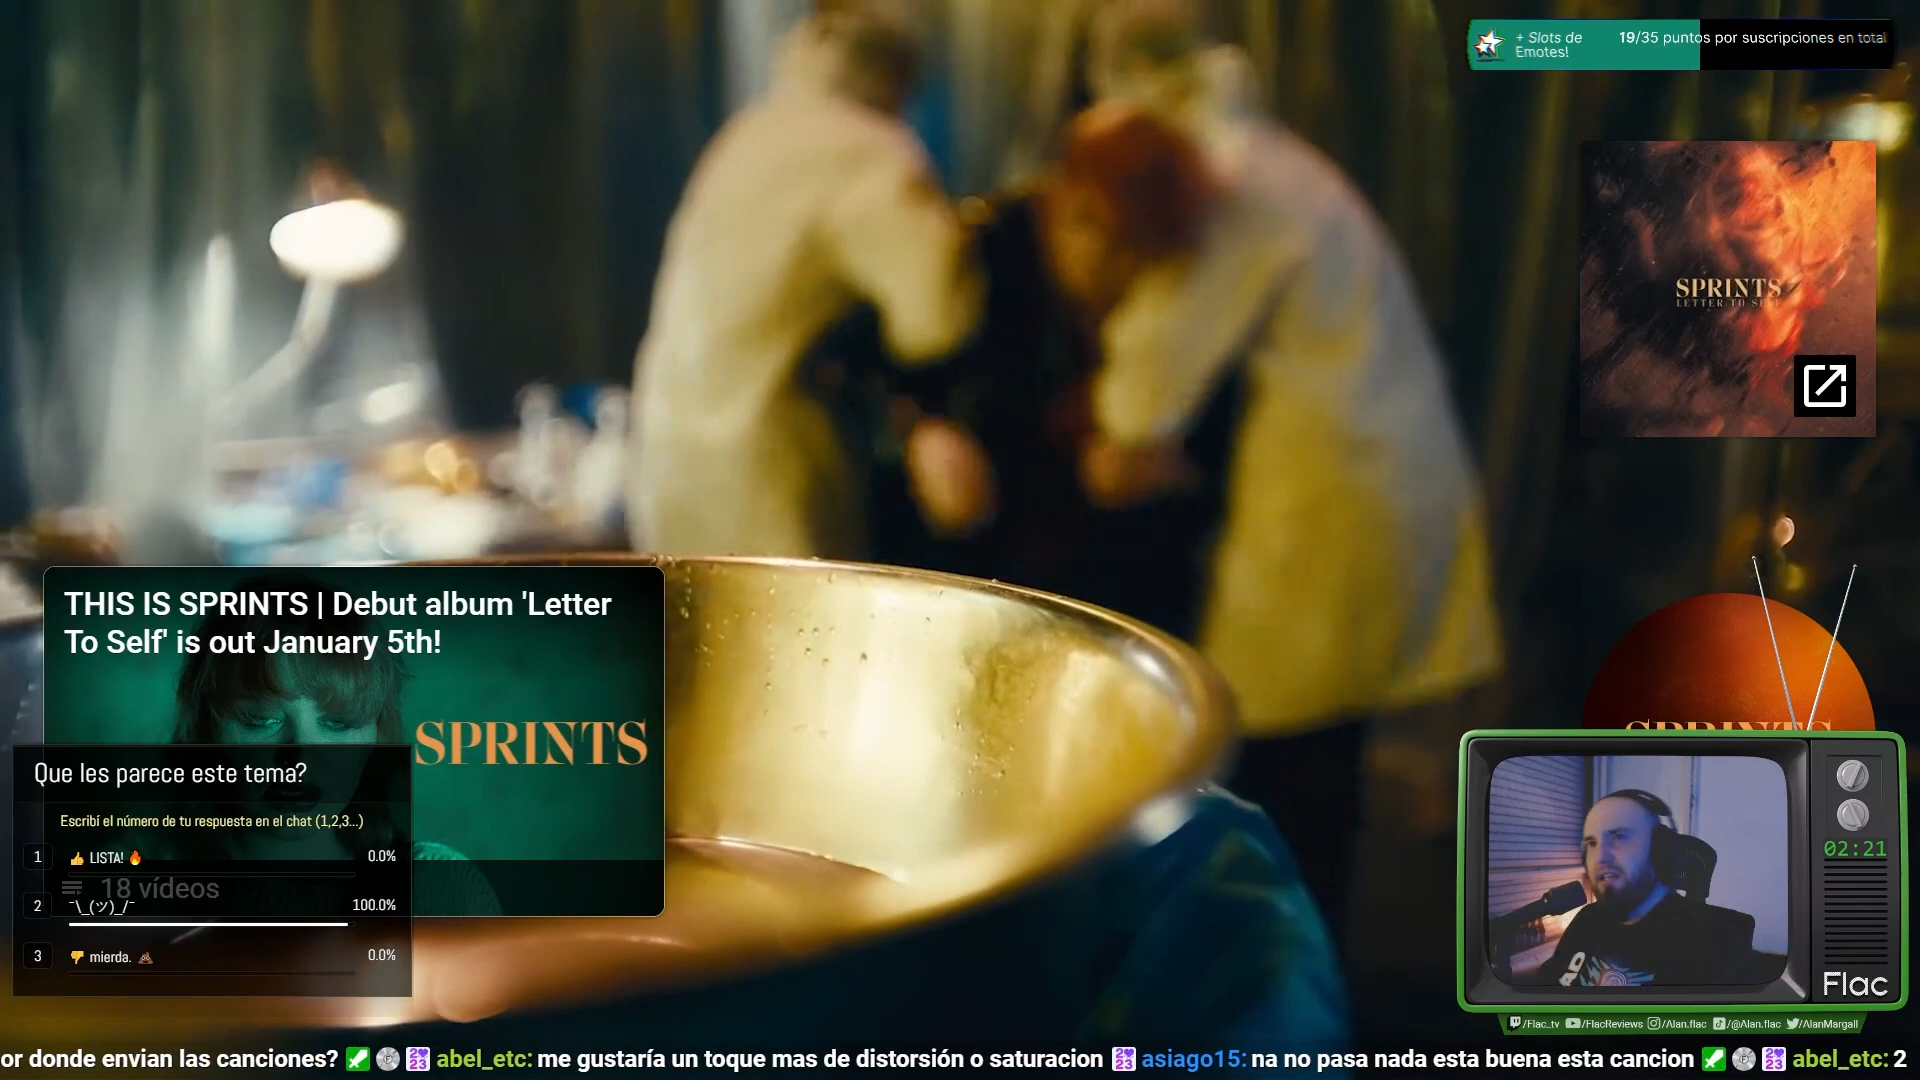 + Slots de
Emotes!
19/35 puntos por suscripciones en total
SPRINTS
LETTER TO SELF
THIS IS SPRINTS | Debut album 'Letter
To Self' is out January 5th!
SPRINTS
Que les parece este tema?
Escribí el número de tu respuesta en el chat (1,2,3...)
1 👍 LISTA! 🔥 0.0%
18 vídeos
2 ¯\_(ツ)_/¯ 100.0%
3 👎 mierda. 💩 0.0%
SPRINTS
02:21
Flac
/Flac_tv /FlacReviews /Alan.flac /@Alan.flac /AlanMargall
or donde envian las canciones? abel_etc: me gustaría un toque mas de distorsión o saturacion asiago15: na no pasa nada esta buena esta cancion abel_etc: 2